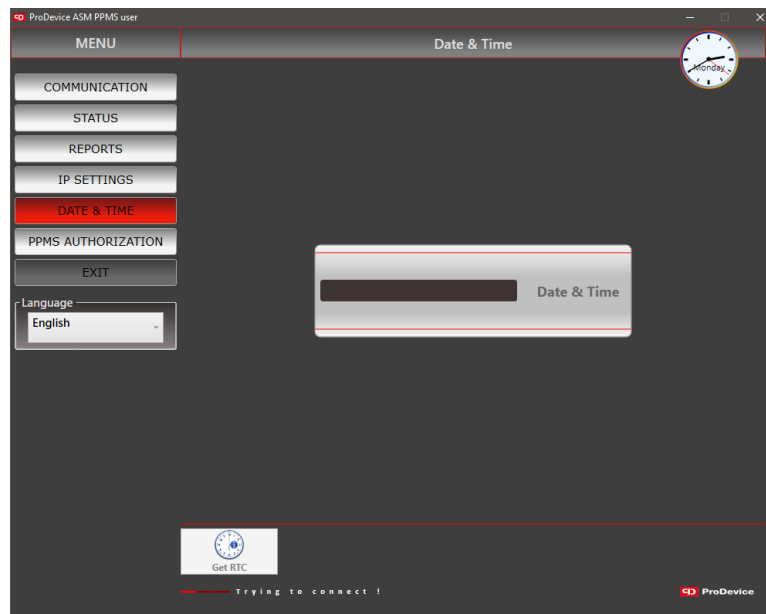 ProDevice ASM PPMS user
MENU
Date & Time
Monday
COMMUNICATION
STATUS
REPORTS
IP SETTINGS
DATE & TIME
PPMS AUTHORIZATION
EXIT
Language
English
Date & Time
Get RTC
Trying to connect !
ProDevice